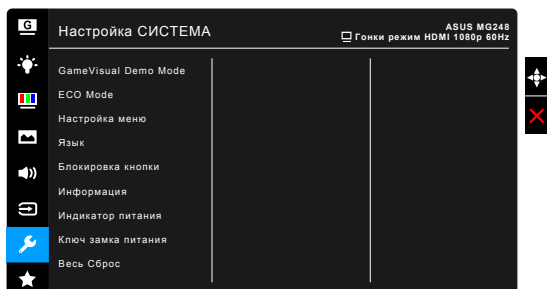 G
Настройка СИСТЕМА
ASUS MG248
Гонки режим HDMI 1080p 60Hz
GameVisual Demo Mode
ECO Mode
Настройка меню
Язык
Блокировка кнопки
Информация
Индикатор питания
Ключ замка питания
Весь Сброс